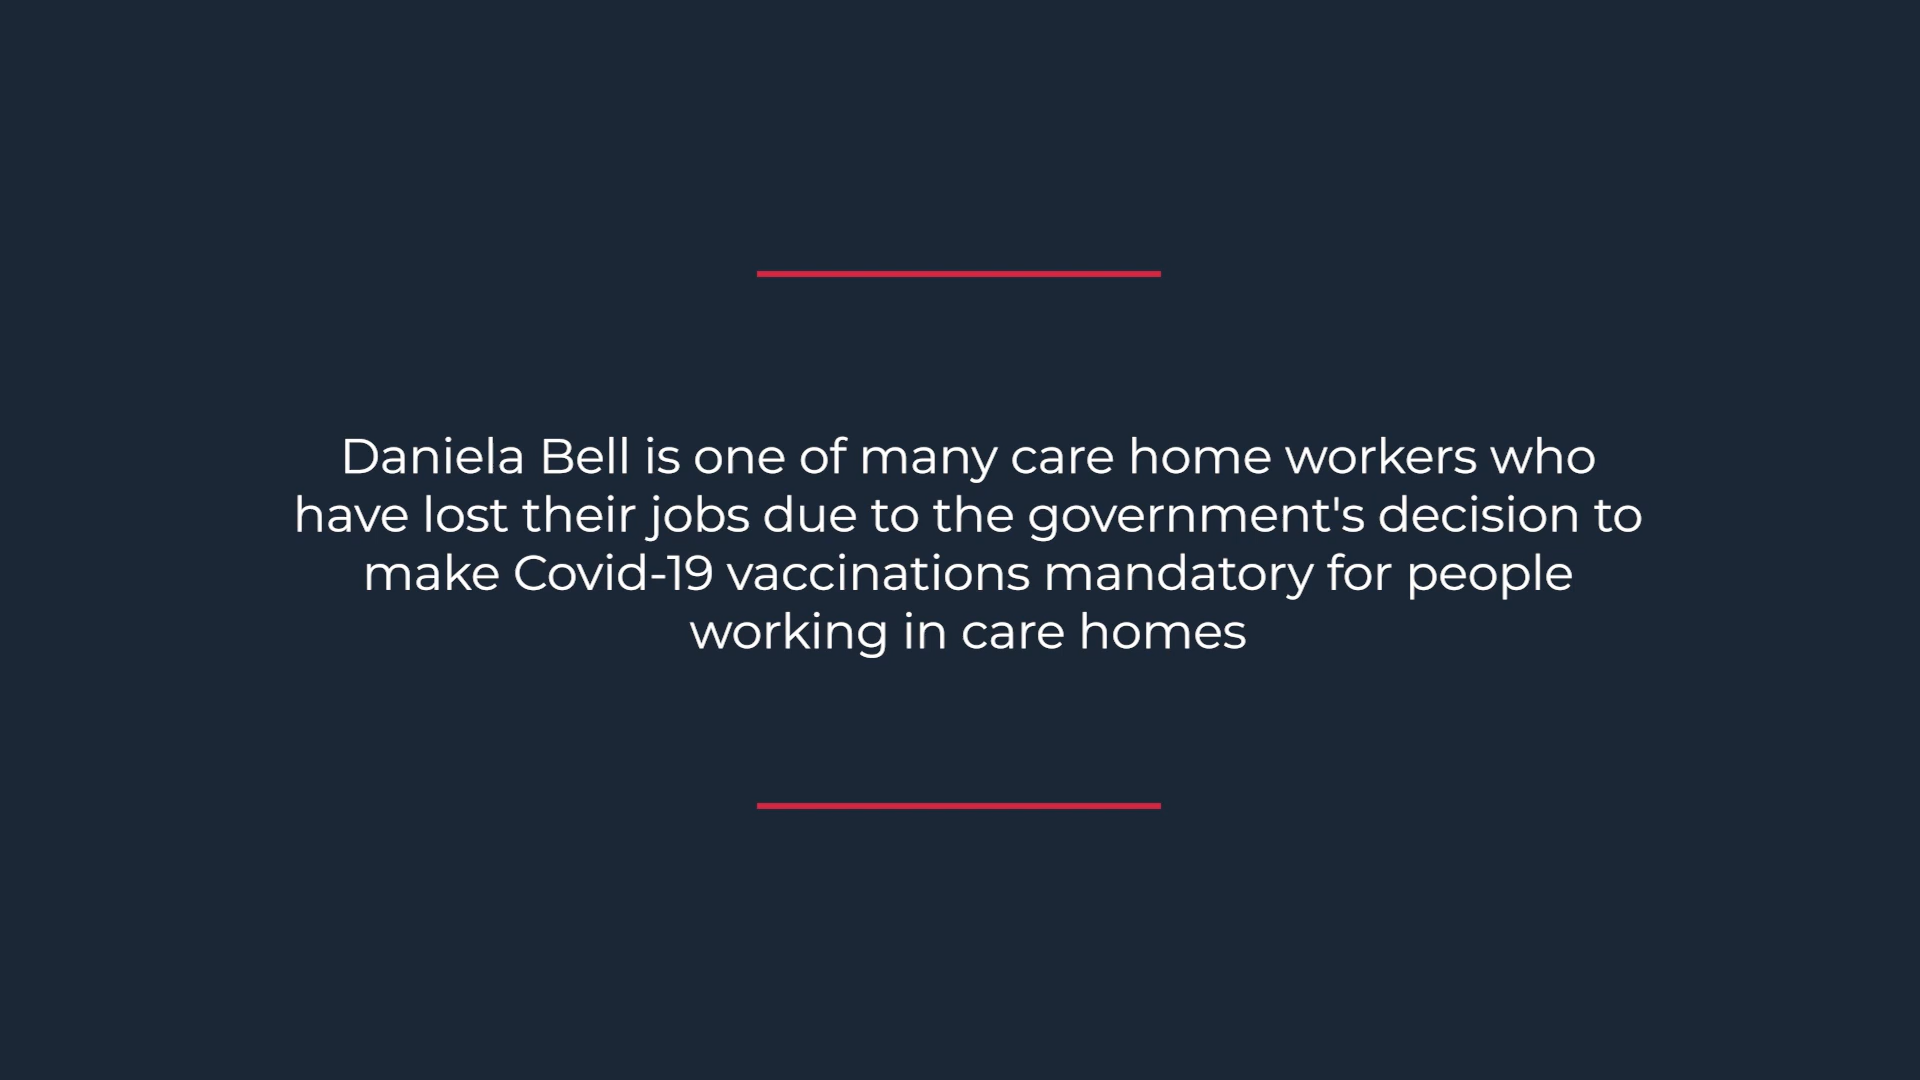 Daniela Bell is one of many care home workers who
have lost their jobs due to the government's decision to
make Covid-19 vaccinations mandatory for people
working in care homes